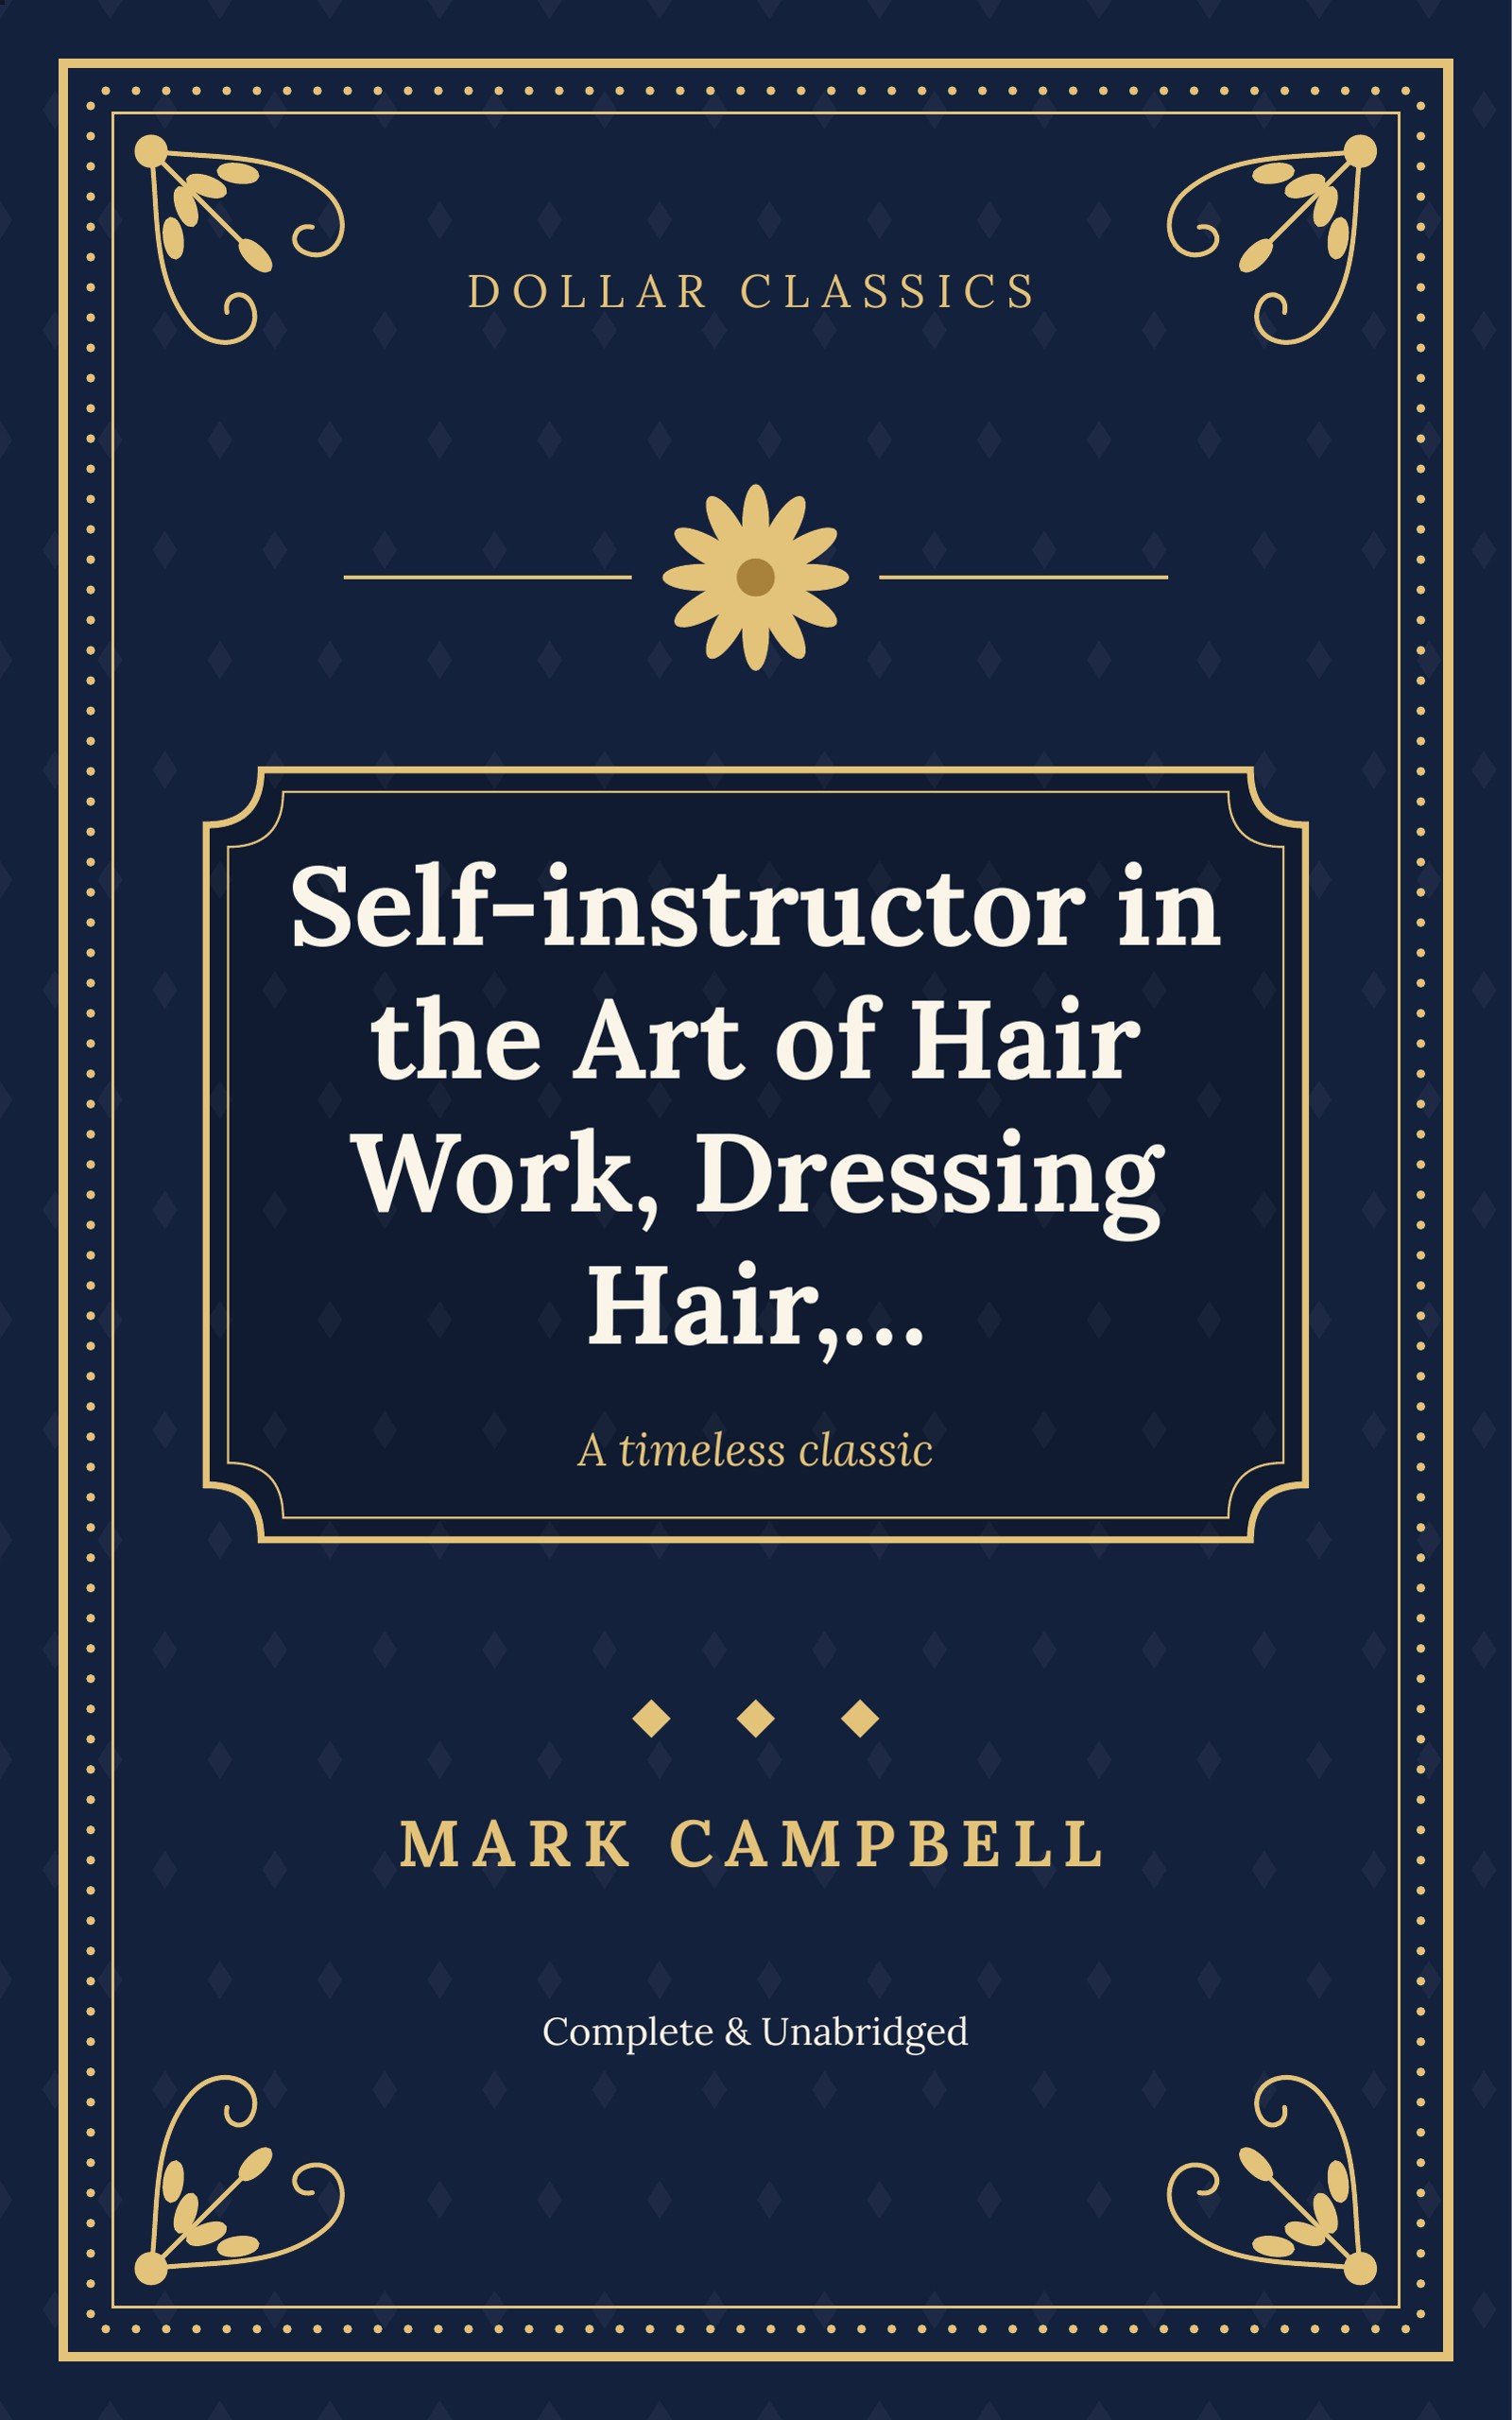 DOLLAR CLASSICS
Self-instructor in
the Art of Hair
Work, Dressing
Hair,...
A timeless classic
MARK CAMPBELL
Complete & Unabridged